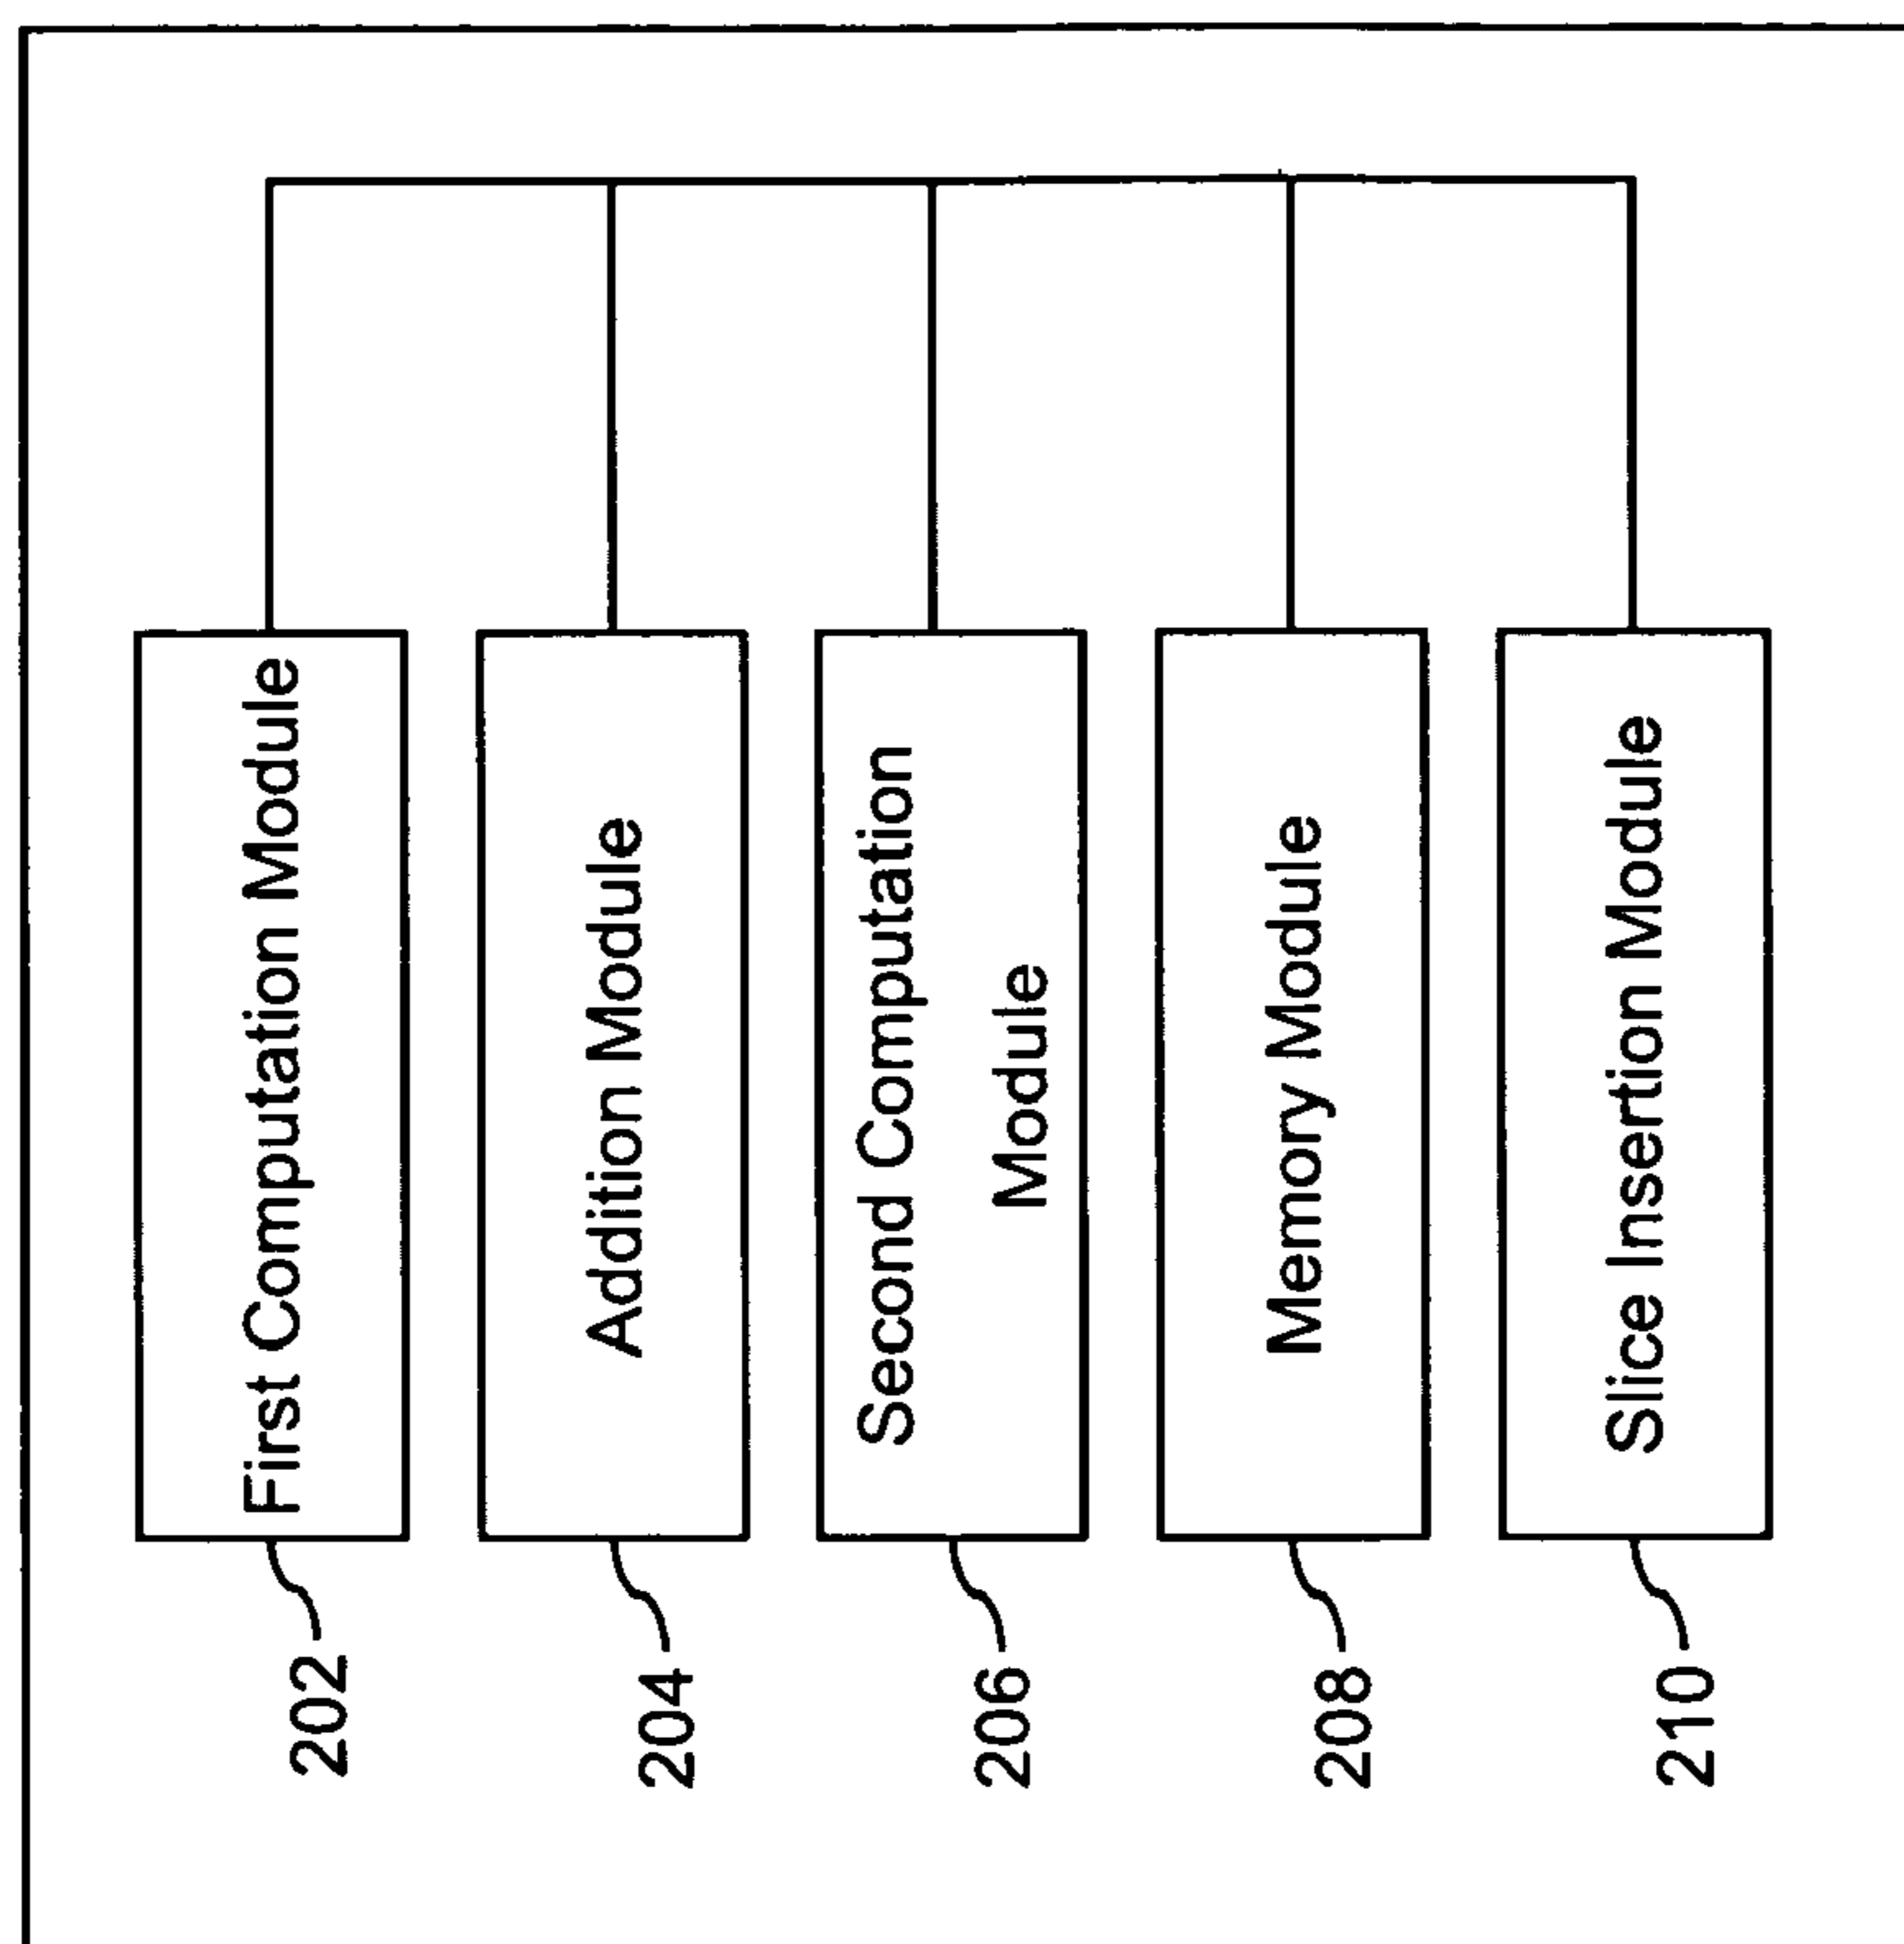 202
First Computation Module
204
Addition Module
206
Second Computation
Module
208
Memory Module
210
Slice Insertion Module